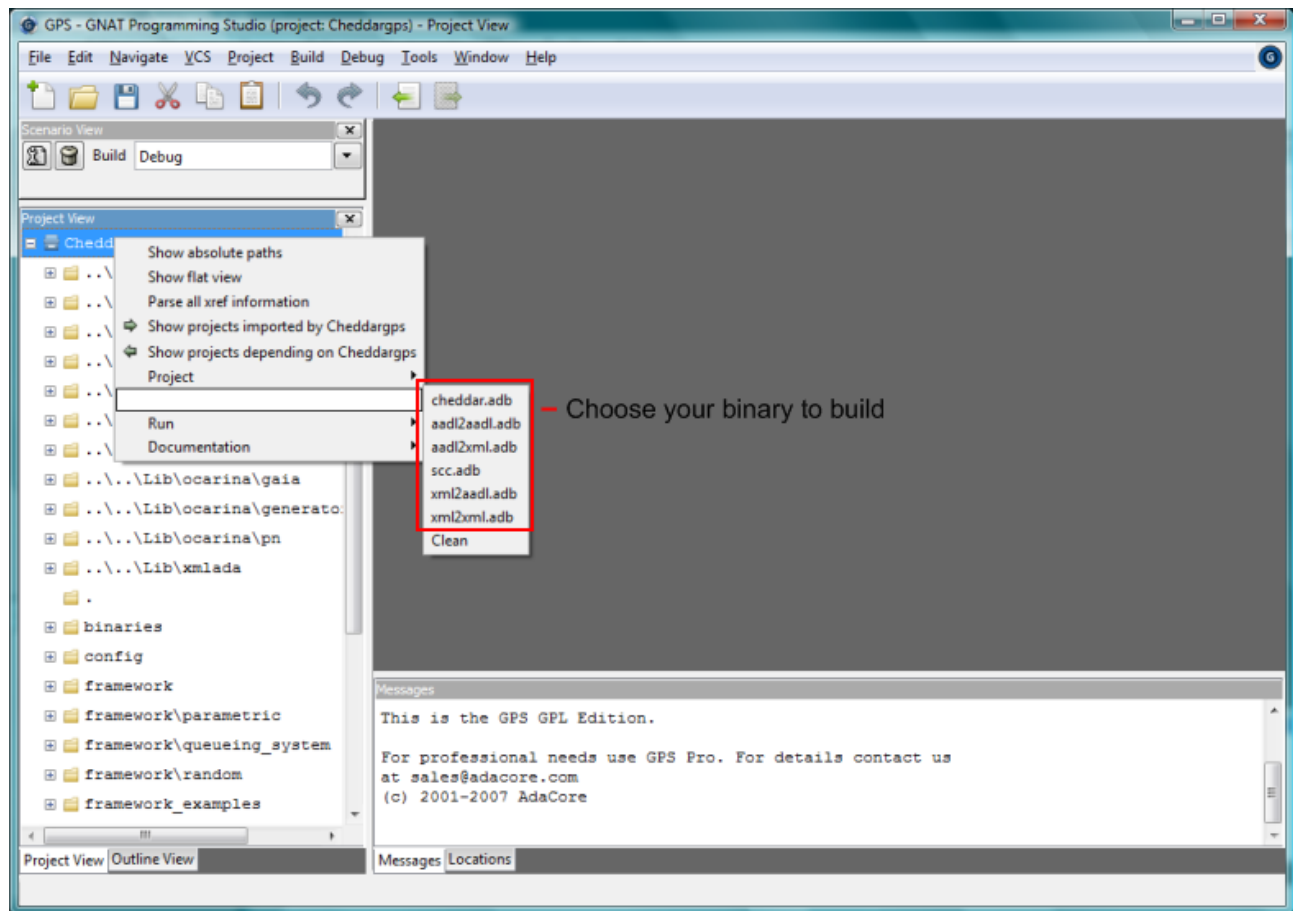 GPS - GNAT Programming Studio (project: Cheddargps) - Project View
File Edit Navigate VCS Project Build Debug Tools Window Help
Scenario View
Build Debug
Project View
Chedd
Show absolute paths
Show flat view
Parse all xref information
Show projects imported by Cheddargps
Show projects depending on Cheddargps
Project
Run
Documentation
cheddar.adb
aadl2aadl.adb
aadl2xml.adb
scc.adb
xml2aadl.adb
xml2xml.adb
Clean
– Choose your binary to build
..\
..\
..\
..\
..\
..\
..\
..\..\Lib\ocarina\gaia
..\..\Lib\ocarina\generato
..\..\Lib\ocarina\pn
..\..\Lib\xmlada
.
binaries
config
framework
framework\parametric
framework\queueing_system
framework\random
framework_examples
Project View Outline View
Messages
This is the GPS GPL Edition.
For professional needs use GPS Pro. For details contact us
at sales@adacore.com
(c) 2001-2007 AdaCore
Messages Locations